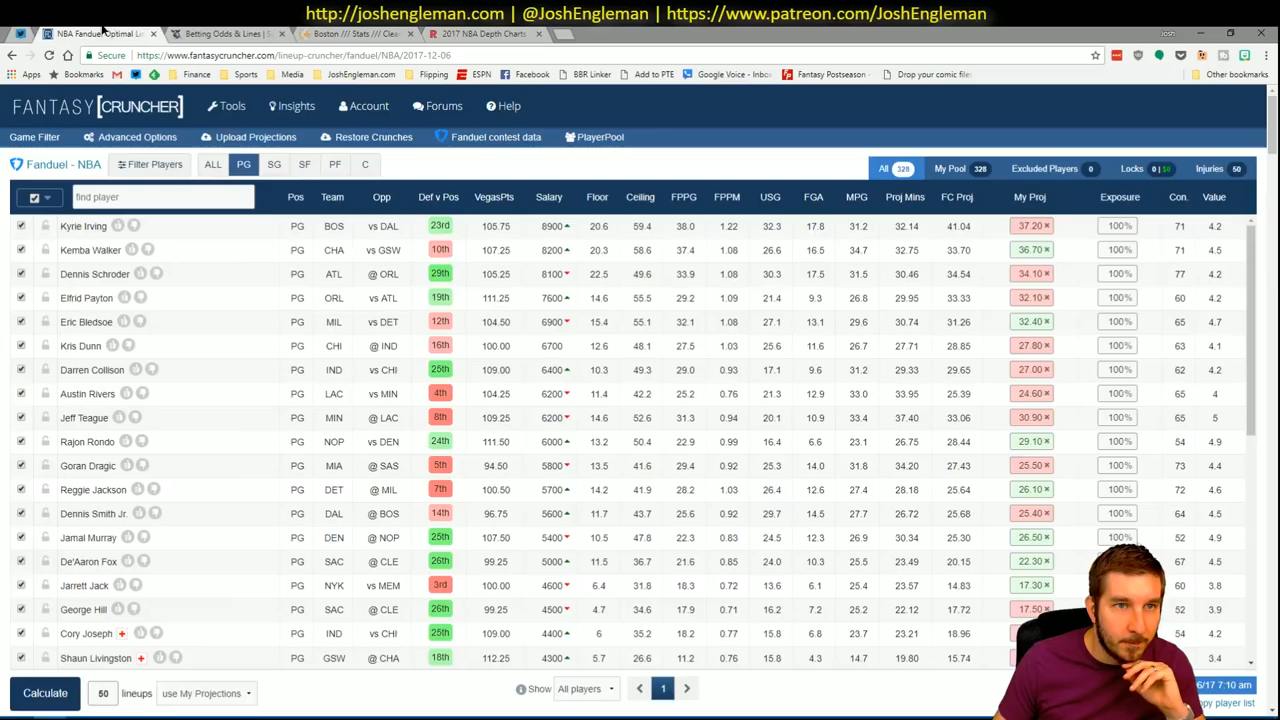 http://joshengleman.com | @JoshEngleman | https://www.patreon.com/JoshEngleman
NBA Fanduel Optimal Li × Betting Odds & Lines | Sp × Boston /// Stats /// Clea × 2017 NBA Depth Charts × Josh
Secure https://www.fantasycruncher.com/lineup-cruncher/fanduel/NBA/2017-12-06
Apps Bookmarks Finance Sports Media JoshEngleman.com Flipping ESPN Facebook BBR Linker Add to PTE Google Voice - Inbo Fantasy Postseason Drop your comic file Other bookmarks
FANTASY[CRUNCHER] Tools Insights Account Forums Help
Game Filter Advanced Options Upload Projections Restore Crunches Fanduel contest data PlayerPool
Fanduel - NBA Filter Players ALL PG SG SF PF C All 328 My Pool 328 Excluded Players 0 Locks 0 | $0 Injuries 50
find player Pos Team Opp Def v Pos VegasPts Salary Floor Ceiling FPPG FPPM USG FGA MPG Proj Mins FC Proj My Proj Exposure Con. Value
Kyrie Irving PG BOS vs DAL 23rd 105.75 8900 20.6 59.4 38.0 1.22 32.3 17.8 31.2 32.14 41.04 37.20 × 100% 71 4.2
Kemba Walker PG CHA vs GSW 10th 107.25 8200 20.3 58.6 37.4 1.08 26.6 16.5 34.7 32.75 33.70 36.70 × 100% 71 4.5
Dennis Schroder PG ATL @ ORL 29th 105.25 8100 22.5 49.6 33.9 1.08 30.3 17.5 31.5 30.46 34.54 34.10 × 100% 77 4.2
Elfrid Payton PG ORL vs ATL 19th 111.25 7600 14.6 55.5 29.2 1.09 21.4 9.3 26.8 29.95 33.33 32.10 × 100% 60 4.2
Eric Bledsoe PG MIL vs DET 12th 104.50 6900 15.4 55.1 32.1 1.08 27.1 13.1 29.6 30.74 31.26 32.40 × 100% 65 4.7
Kris Dunn PG CHI @ IND 16th 100.00 6700 12.6 48.1 27.5 1.03 25.6 11.6 26.7 27.71 28.85 27.80 × 100% 63 4.1
Darren Collison PG IND vs CHI 25th 109.00 6400 10.3 49.3 29.0 0.93 17.1 9.6 31.2 29.33 29.65 27.00 × 100% 62 4.2
Austin Rivers PG LAC vs MIN 4th 104.25 6200 11.4 42.2 25.2 0.76 21.3 12.9 33.0 33.95 25.39 24.60 × 100% 65 4
Jeff Teague PG MIN @ LAC 8th 109.25 6200 14.6 52.6 31.3 0.94 20.1 10.9 33.4 37.40 33.06 30.90 × 100% 65 5
Rajon Rondo PG NOP vs DEN 24th 111.50 6000 13.2 50.4 22.9 0.99 16.4 6.6 23.1 26.75 28.44 29.10 × 100% 54 4.9
Goran Dragic PG MIA @ SAS 5th 94.50 5800 13.6 41.6 29.4 0.92 25.3 14.0 31.8 34.20 27.43 25.50 × 100% 73 4.4
Reggie Jackson PG DET @ MIL 7th 100.50 5700 14.2 41.9 28.2 1.03 26.4 12.6 27.4 28.18 25.64 26.10 × 100% 72 4.6
Dennis Smith Jr. PG DAL @ BOS 14th 96.75 5600 11.7 43.7 25.6 0.92 29.7 14.5 27.7 26.72 25.68 25.40 × 100% 64 4.5
Jamal Murray PG DEN @ NOP 25th 107.50 5400 10.5 47.8 22.3 0.83 24.5 12.3 26.9 30.34 25.30 26.50 × 100% 52 4.9
De'Aaron Fox PG SAC @ CLE 26th 99.25 5000 11.5 36.7 21.6 0.85 24.0 10.3 25.5 23.49 20.15 22.30 × 67 4.5
Jarrett Jack PG NYK vs MEM 3rd 100.00 4600 6.4 31.8 18.3 0.72 13.6 6.1 25.4 23.57 14.83 17.30 × 60 3.8
George Hill PG SAC @ CLE 26th 99.25 4500 4.7 34.6 17.9 0.71 16.2 7.2 25.2 22.12 17.72 17.50 52 3.9
Cory Joseph PG IND vs CHI 25th 109.00 4400 6 35.2 18.2 0.77 15.8 6.8 23.7 23.21 18.96 54 4.2
Shaun Livingston PG GSW @ CHA 18th 112.25 4300 5.7 26.6 11.2 0.76 15.8 4.3 14.7 19.80 15.74 3.4
Calculate 50 lineups use My Projections Show All players 1 6/17 7:10 am
py player list